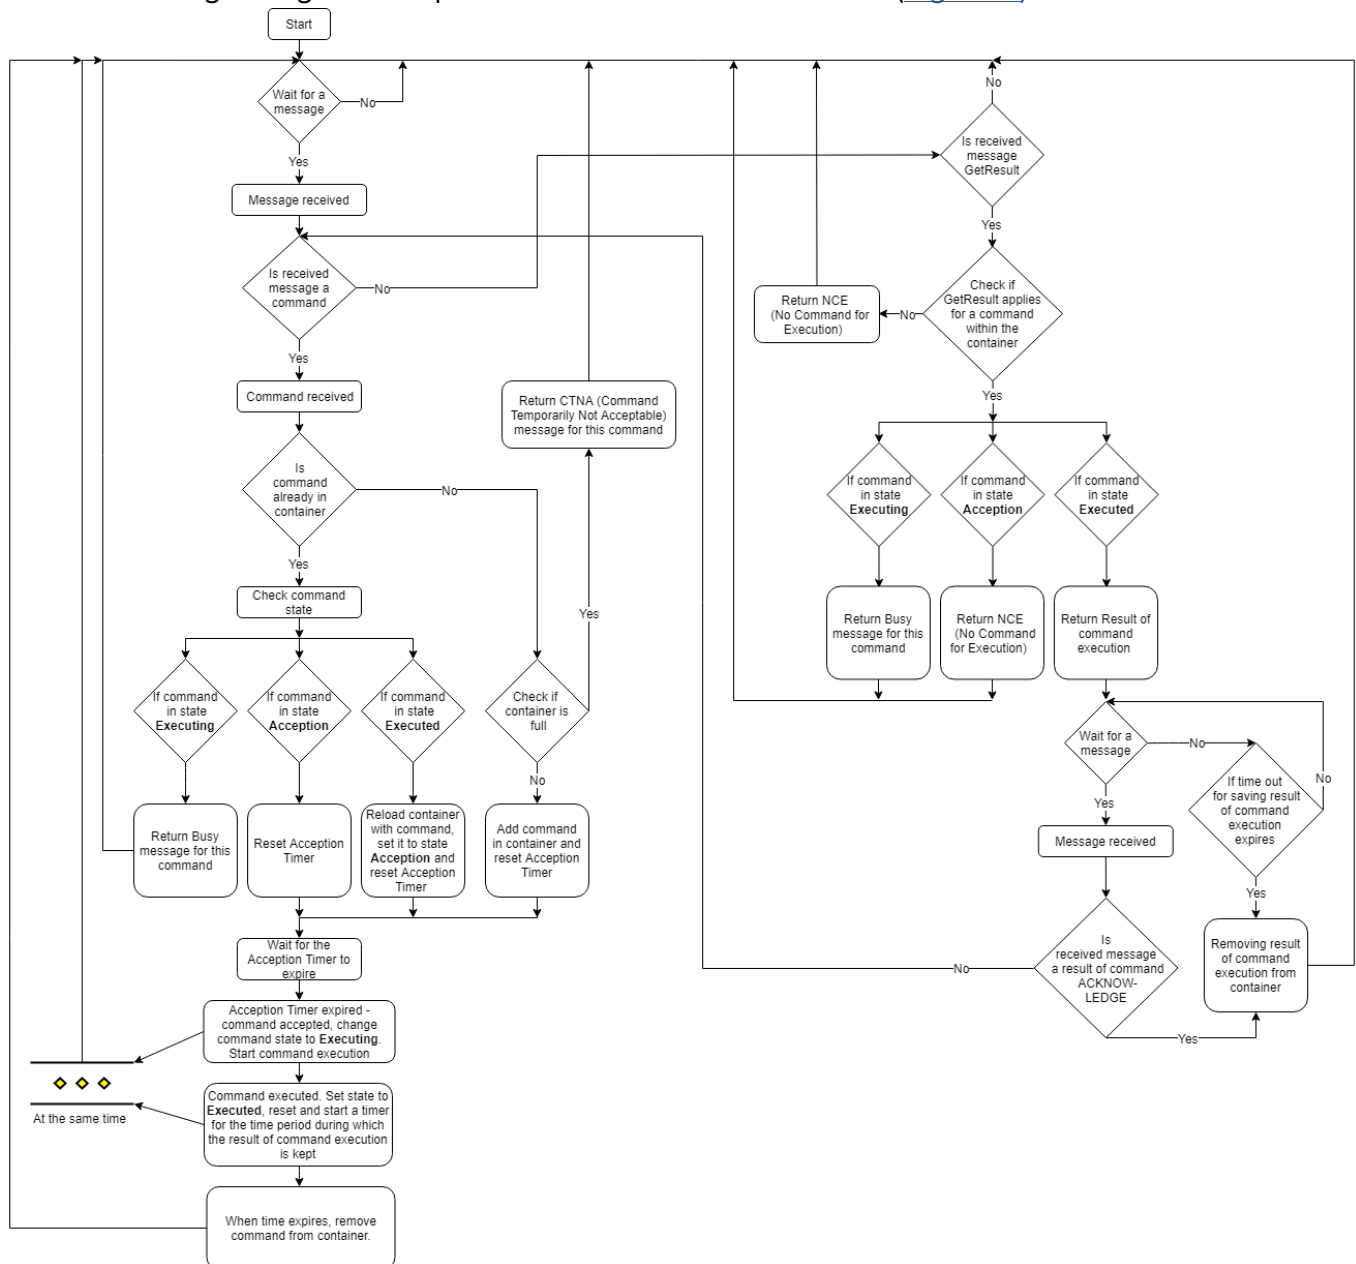 Start
Wait for a
message
No
Yes
Message received
Is received
message a
command
No
Yes
Command received
Is
command
already in
container
No
Yes
Check command
state
If command
in state
Executing
If command
in state
Acception
If command
in state
Executed
Check if
container is
full
Yes
No
Return CTNA (Command
Temporarily Not Acceptable)
message for this command
Return Busy
message for this
command
Reset Acception
Timer
Reload container
with command,
set it to state
Acception and
reset Acception
Timer
Add command
in container and
reset Acception
Timer
Wait for the
Acception Timer to
expire
Acception Timer expired -
command accepted, change
command state to Executing.
Start command execution
At the same time
Command executed. Set state to
Executed, reset and start a timer
for the time period during which
the result of command execution
is kept
When time expires, remove
command from container.
No
Is received
message
GetResult
Yes
Check if
GetResult applies
for a command
within the
container
No
Return NCE
(No Command for
Execution)
Yes
If command
in state
Executing
If command
in state
Acception
If command
in state
Executed
Return Busy
message for this
command
Return NCE
(No Command
for Execution)
Return Result of
command
execution
Wait for a
message
No
If time out
for saving result
of command
execution
expires
No
Yes
Yes
Message received
Is
received message
a result of command
ACKNOW-
LEDGE
No
Yes
Removing result
of command
execution from
container